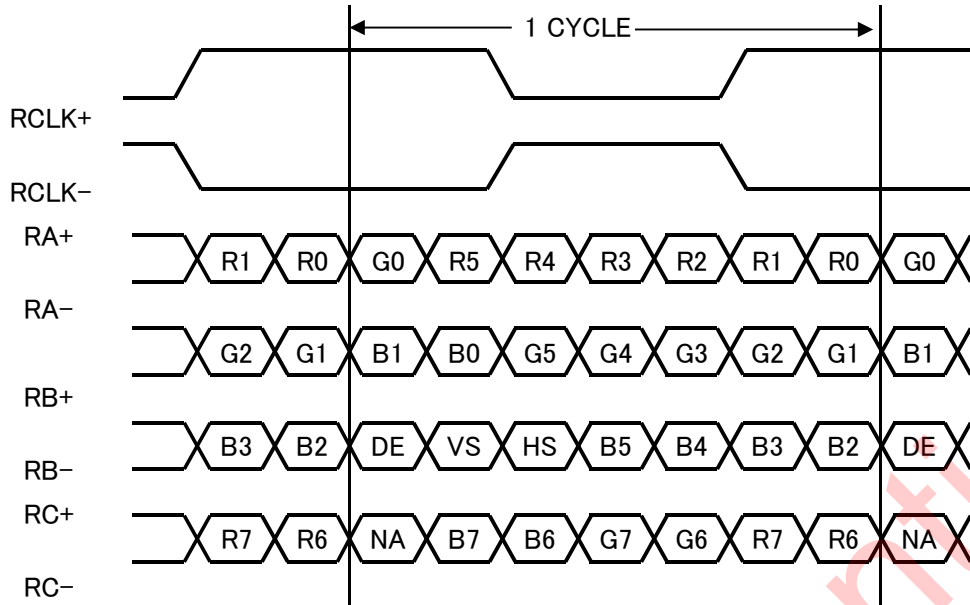 1 CYCLE
RCLK+
RCLK-
RA+
R1 R0 G0 R5 R4 R3 R2 R1 R0 G0
RA-
G2 G1 B1 B0 G5 G4 G3 G2 G1 B1
RB+
B3 B2 DE VS HS B5 B4 B3 B2 DE
RB-
RC+
R7 R6 NA B7 B6 G7 G6 R7 R6 NA
RC-